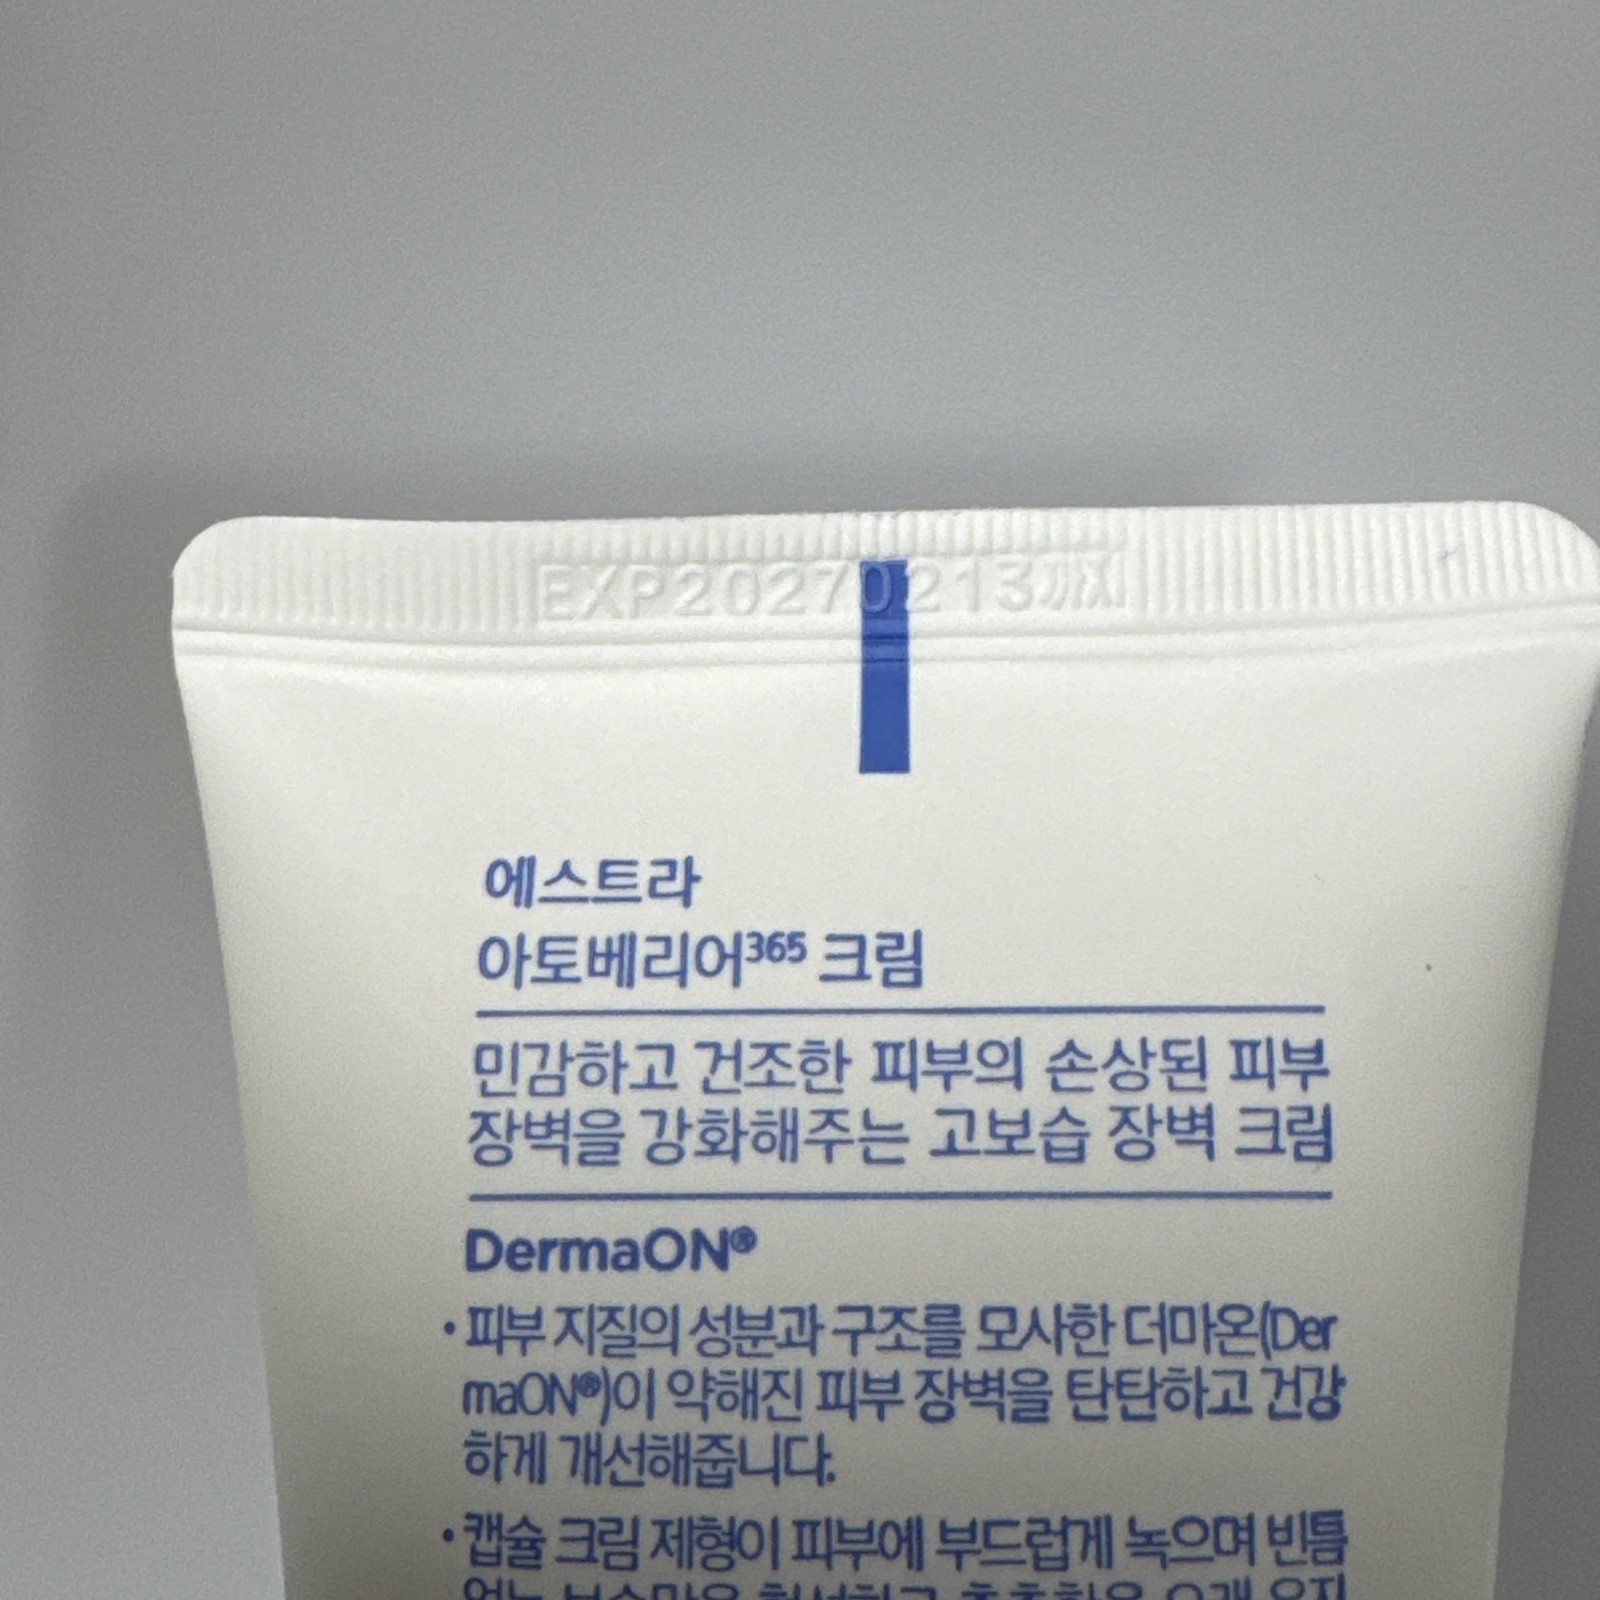 EXP20270213까지
에스트라
아토베리어365 크림
민감하고 건조한 피부의 손상된 피부
장벽을 강화해주는 고보습 장벽 크림
DermaON®
•피부 지질의 성분과 구조를 모사한 더마온(Der
maON®)이 약해진 피부 장벽을 탄탄하고 건강
하게 개선해줍니다.
•캡슐 크림 제형이 피부에 부드럽게 녹으며 빈틈